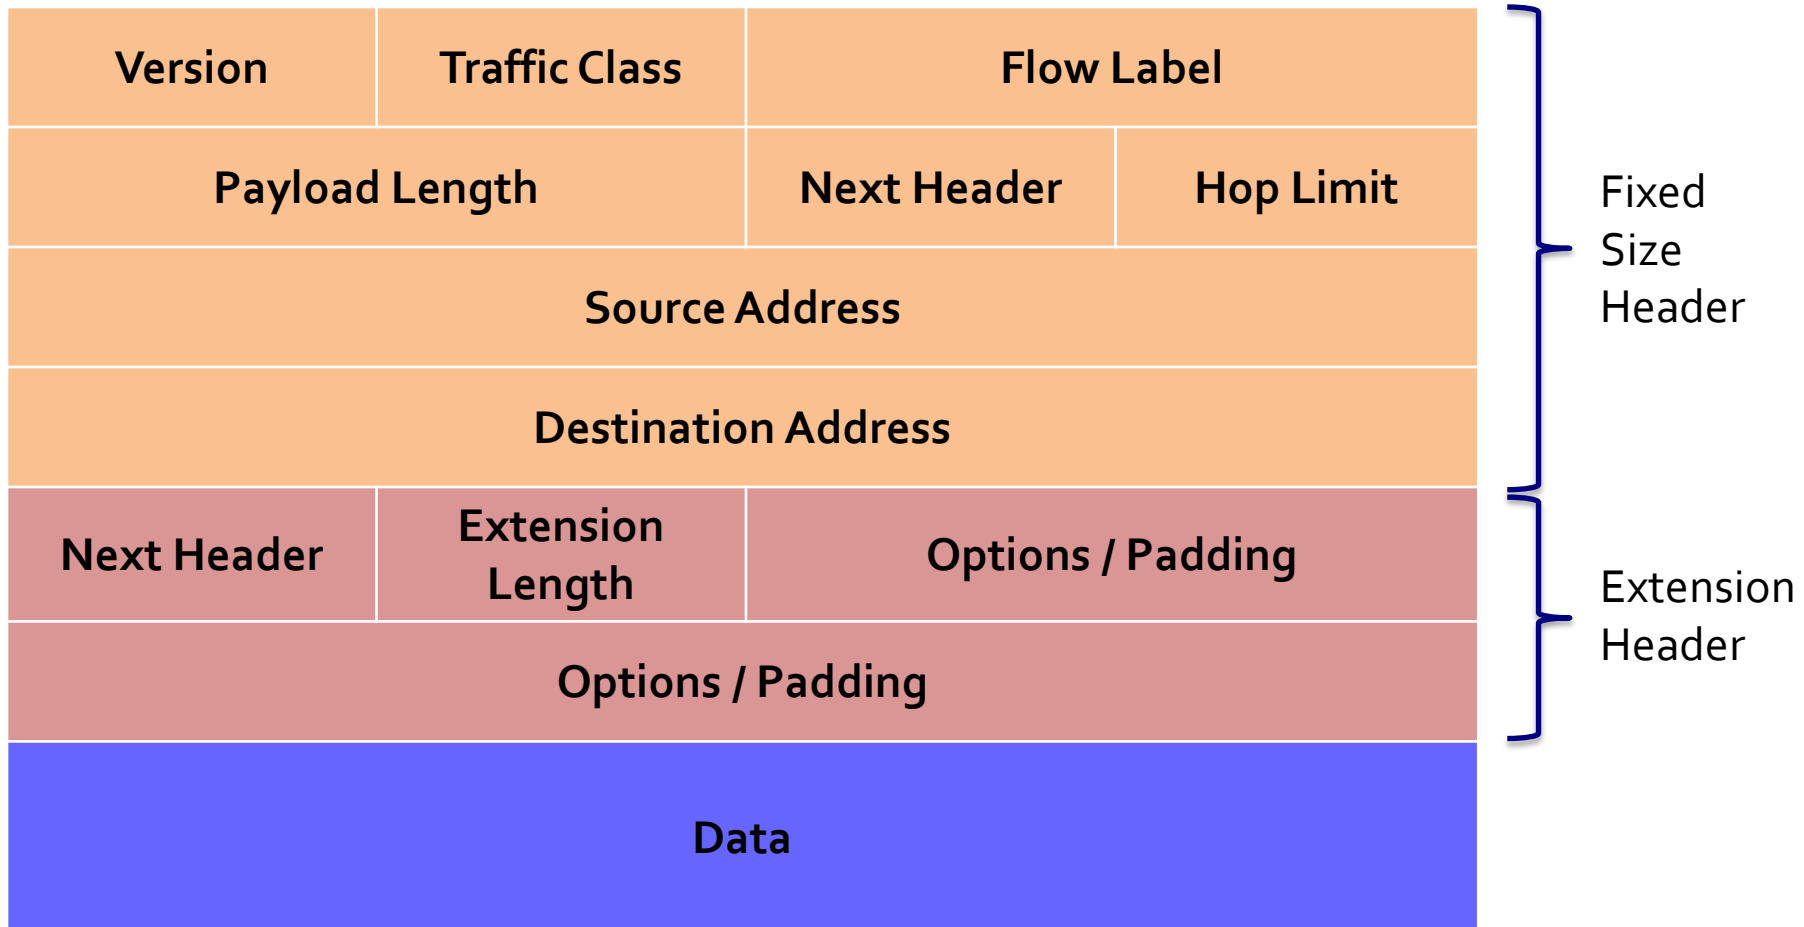 Version
Traffic Class
Flow Label
Payload Length
Next Header
Hop Limit
Source Address
Destination Address
Fixed
Size
Header
Next Header
Extension
Length
Options / Padding
Options / Padding
Extension
Header
Data